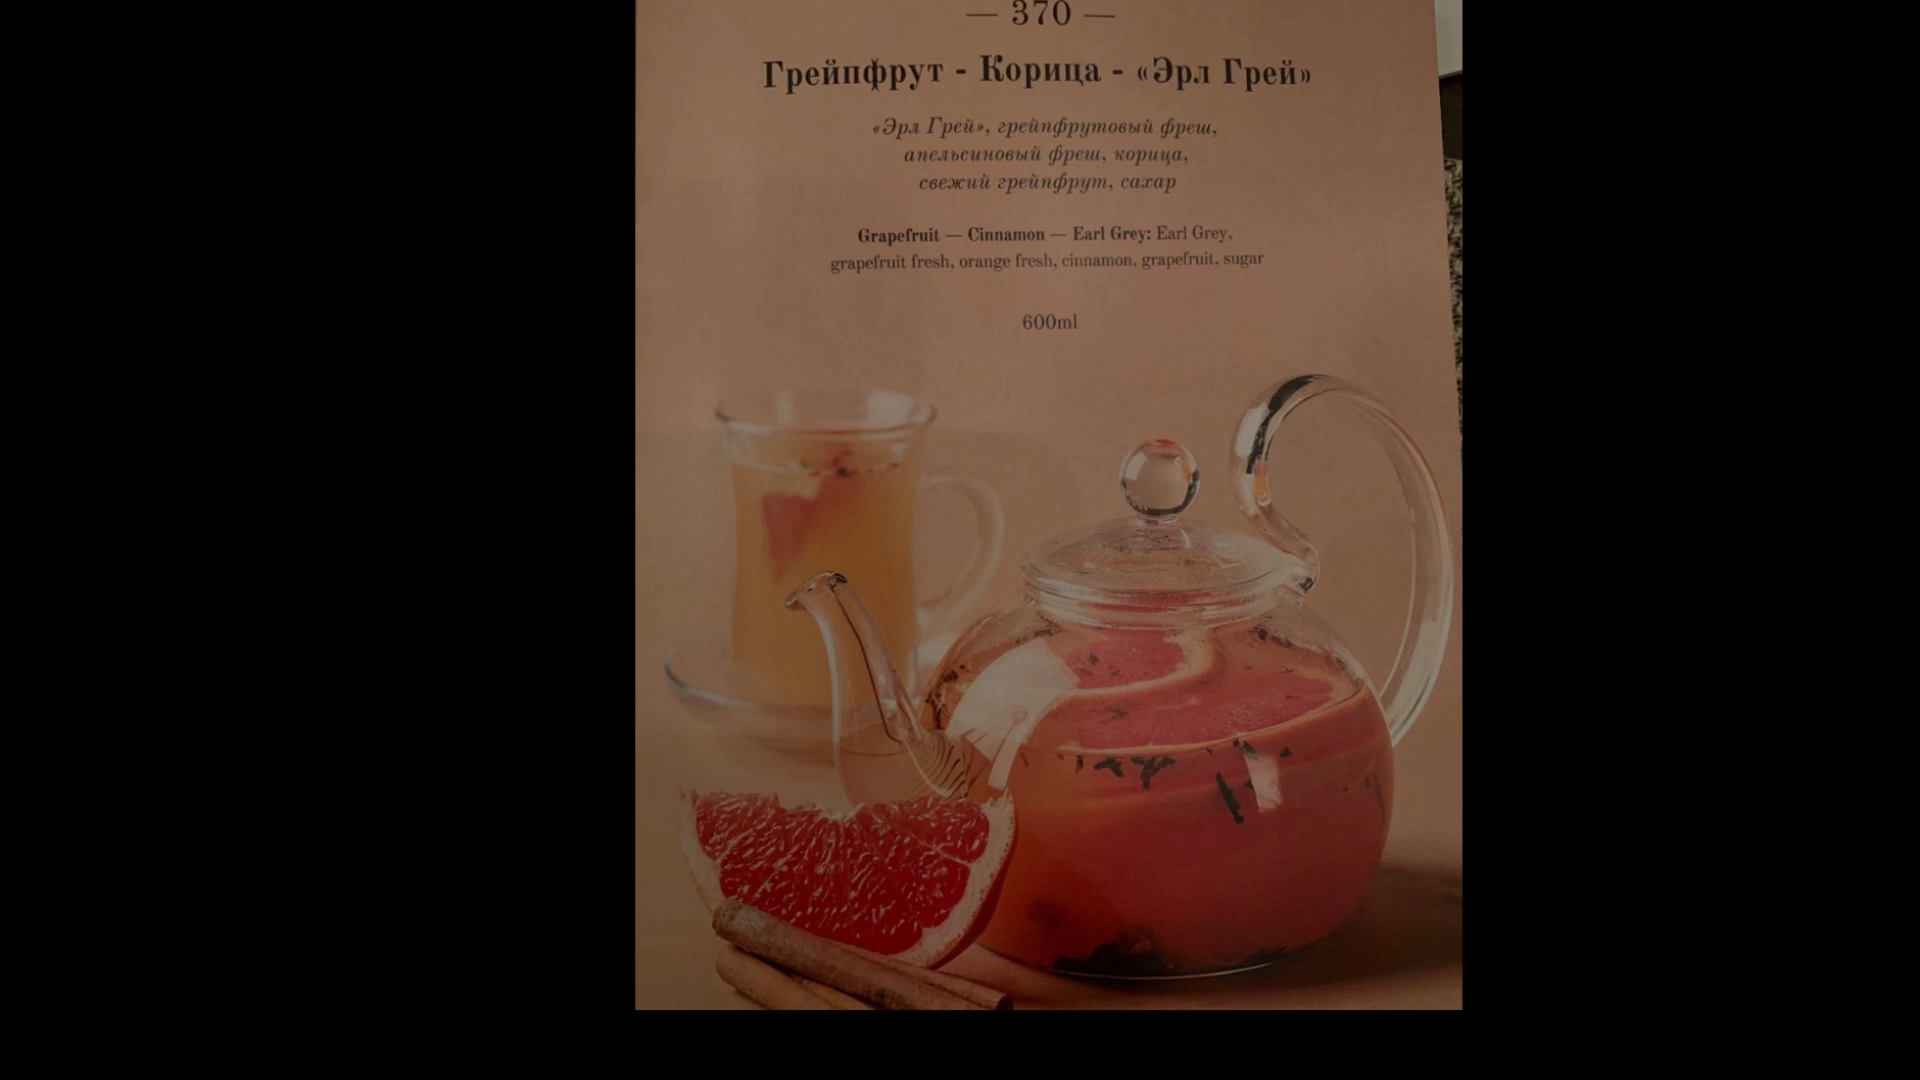 — 370 —
Грейпфрут - Корица - «Эрл Грей»
«Эрл Грей», грейпфрутовый фреш,
апельсиновый фреш, корица,
свежий грейпфрут, сахар
Grapefruit — Cinnamon — Earl Grey: Earl Grey,
grapefruit fresh, orange fresh, cinnamon, grapefruit, sugar
600ml